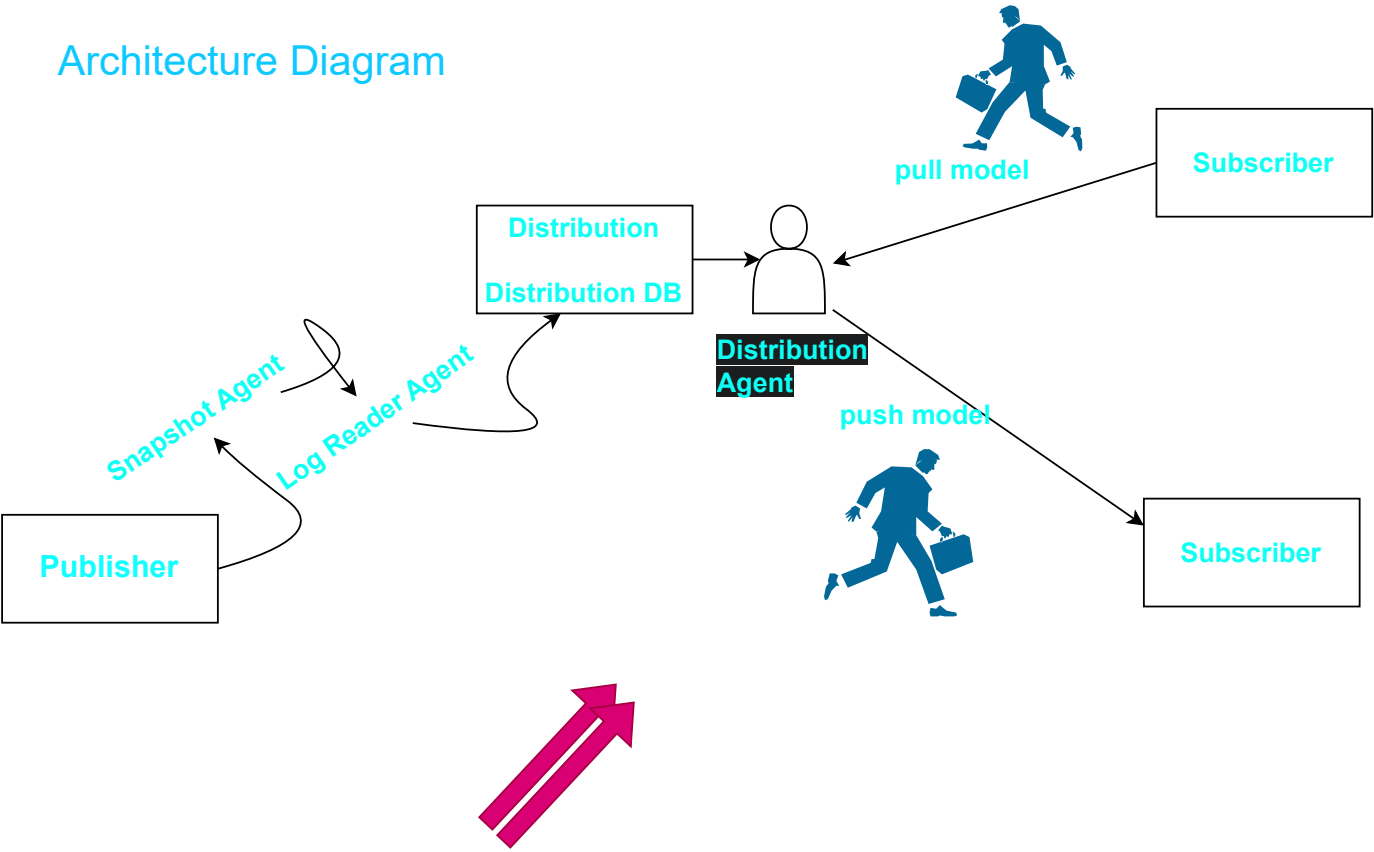 Architecture Diagram
pull model
Subscriber
Distribution
Distribution DB
Distribution
Agent
Snapshot Agent
Log Reader Agent
push model
Publisher
Subscriber